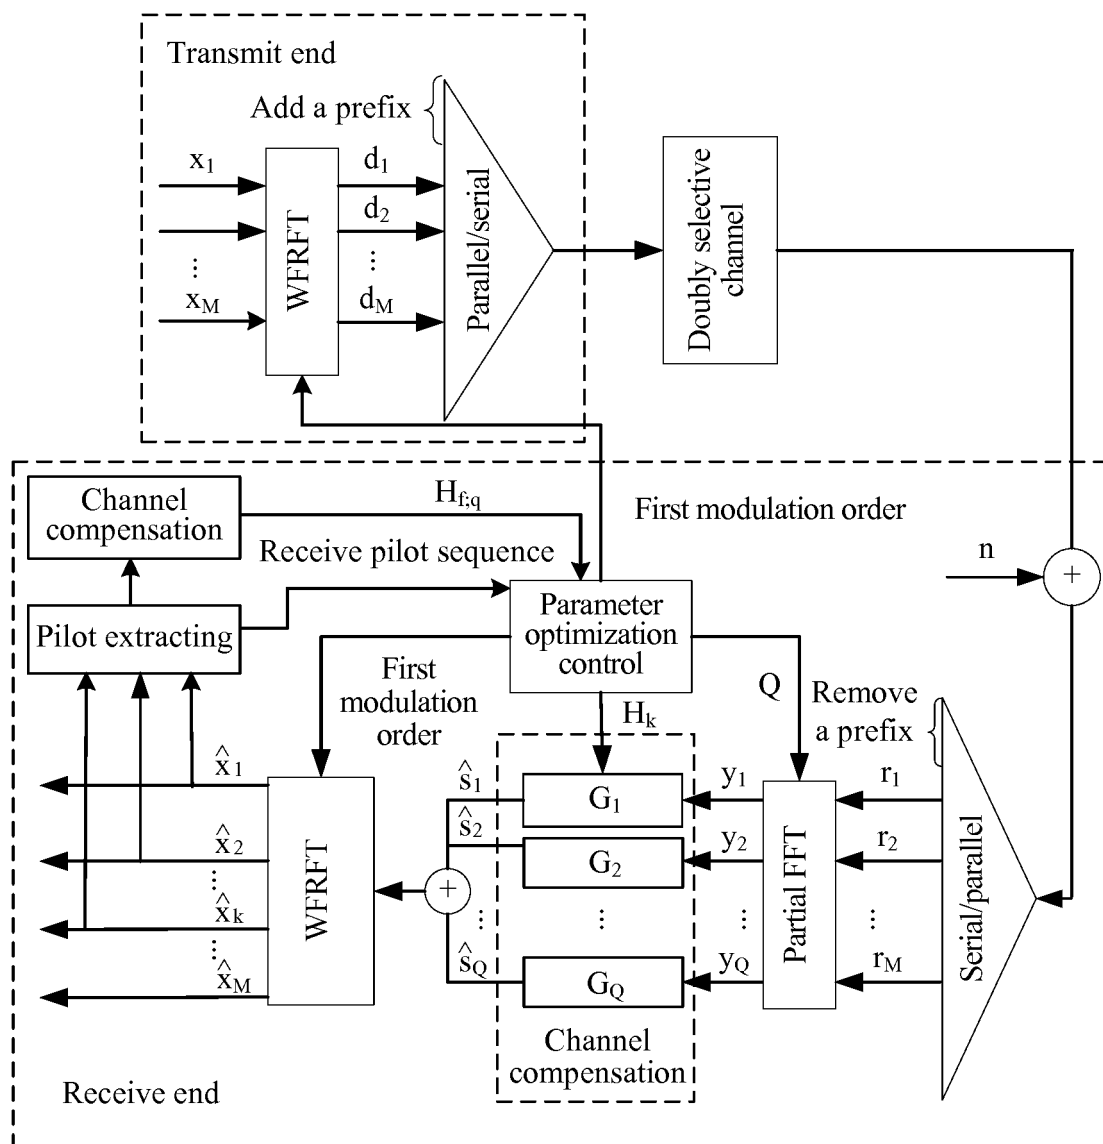 Transmit end
Add a prefix
x1
xM
...
WFRFT
d1
d2
...
dM
Parallel/serial
Doubly selective
channel
Channel
compensation
Hf;q
First modulation order
Receive pilot sequence
n
+
Pilot extracting
Parameter
optimization
control
First
modulation
order
Q
Remove
a prefix
Hk
x̂1
x̂2
...
x̂k
...
x̂M
WFRFT
+
ŝ1
ŝ2
...
ŝQ
G1
G2
...
GQ
Channel
compensation
y1
y2
...
yQ
Partial FFT
r1
r2
...
rM
Serial/parallel
Receive end